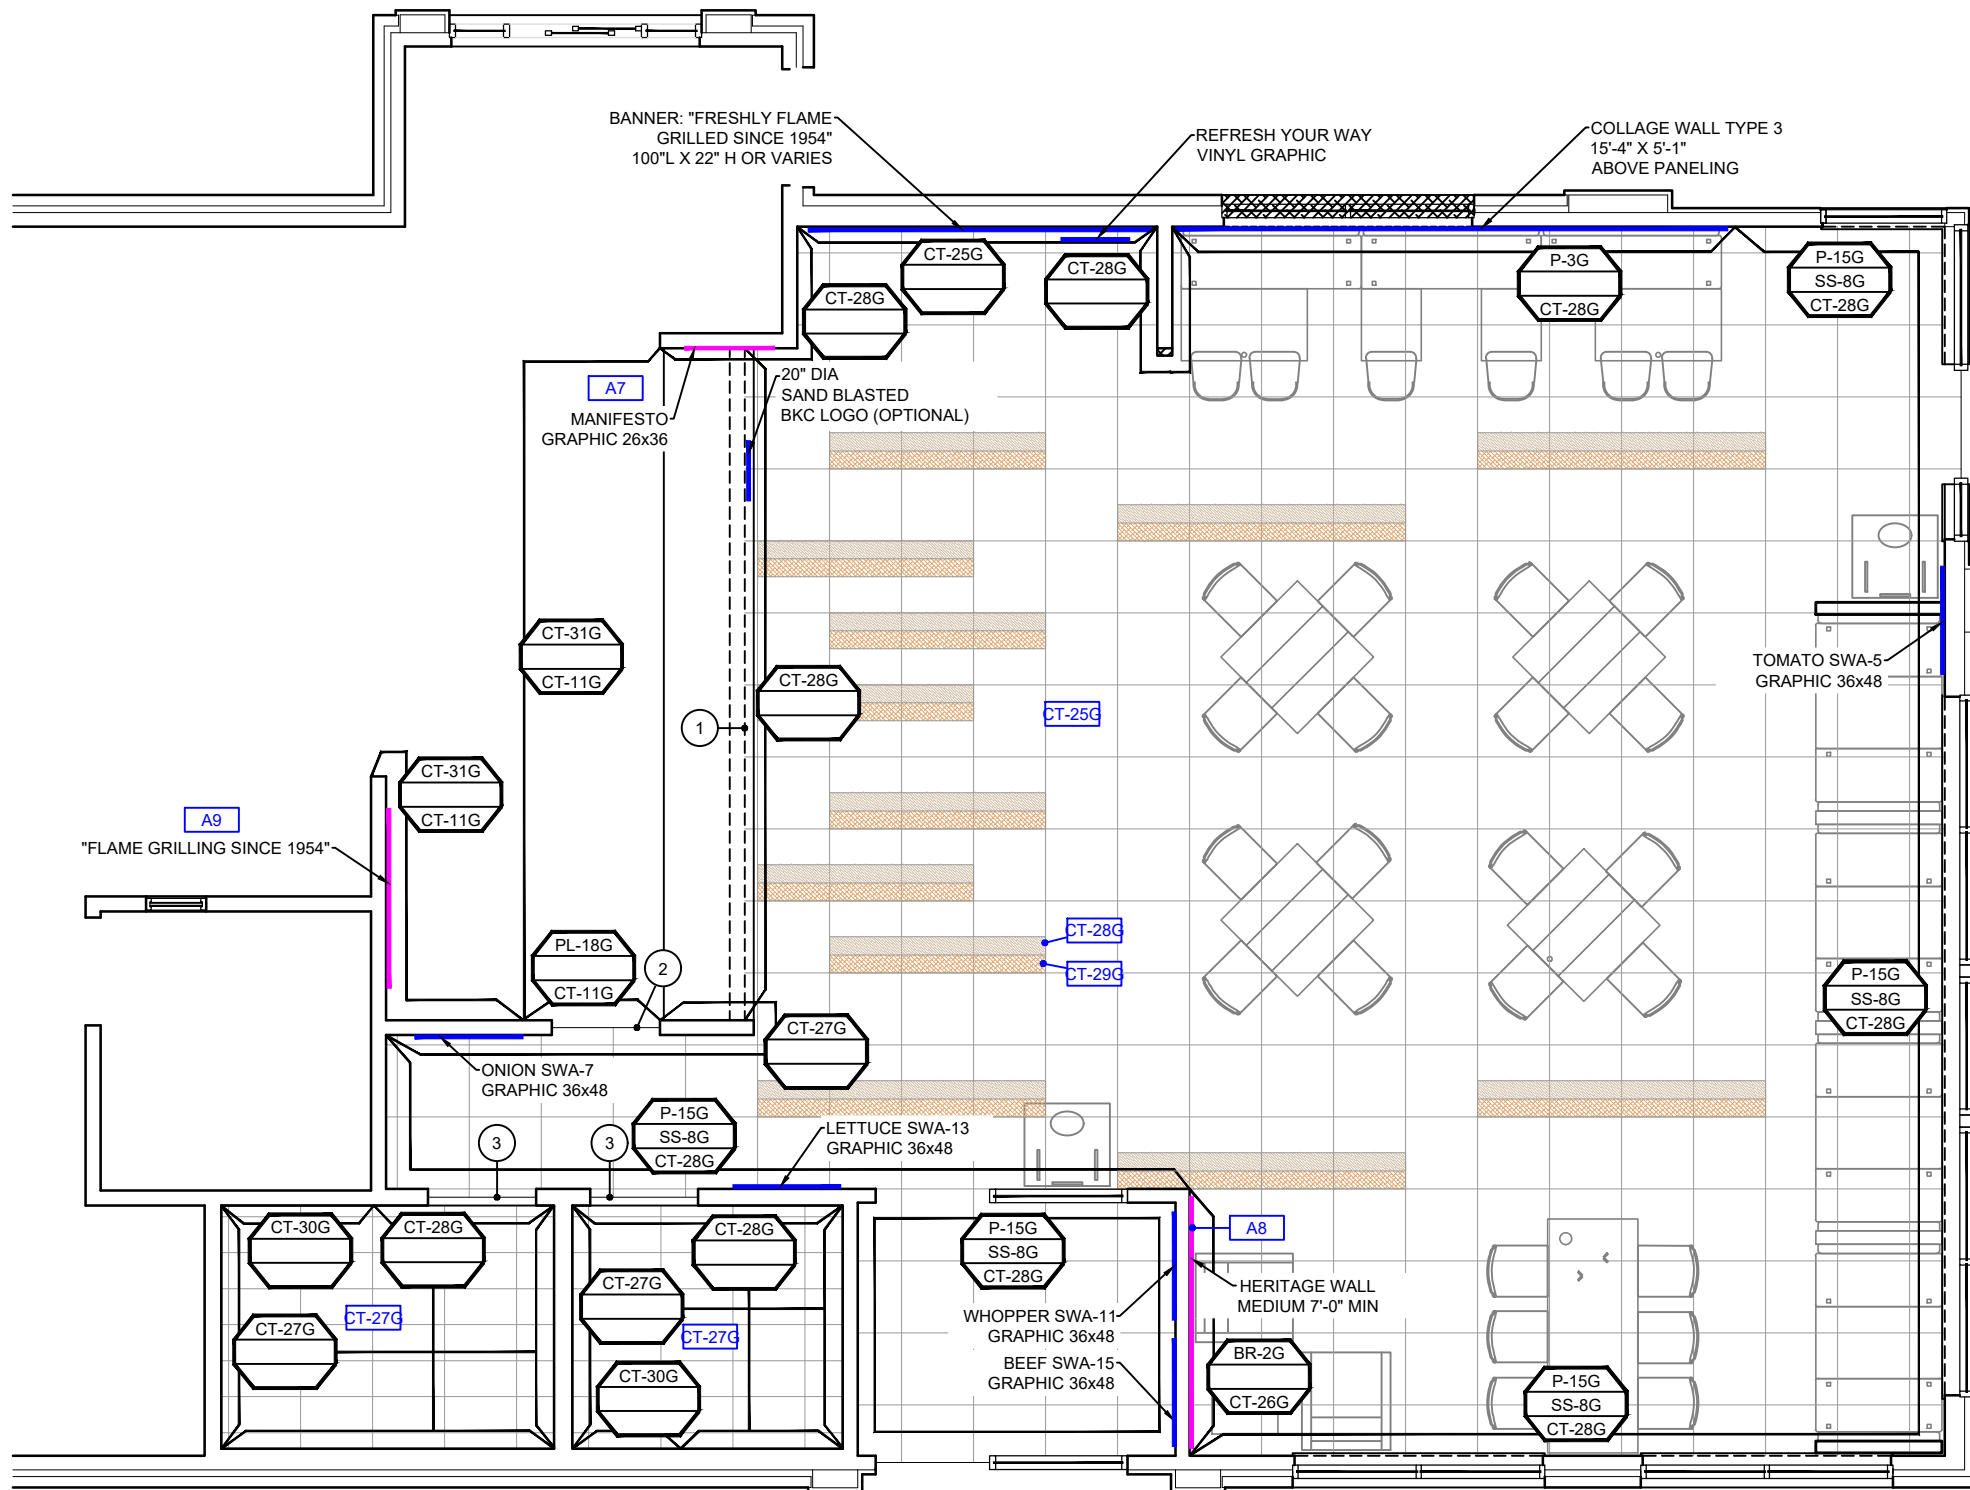 BANNER: "FRESHLY FLAME
GRILLED SINCE 1954"
100"L X 22" H OR VARIES
REFRESH YOUR WAY
VINYL GRAPHIC
COLLAGE WALL TYPE 3
15'-4" X 5'-1"
ABOVE PANELING
CT-25G
CT-28G
CT-28G
P-3G
CT-28G
P-15G
SS-8G
CT-28G
A7
MANIFESTO
GRAPHIC 26x36
20" DIA
SAND BLASTED
BKC LOGO (OPTIONAL)
CT-31G
CT-11G
CT-28G
1
CT-25G
TOMATO SWA-5
GRAPHIC 36x48
CT-31G
CT-11G
A9
"FLAME GRILLING SINCE 1954"
PL-18G
CT-11G
2
CT-28G
CT-29G
P-15G
SS-8G
CT-28G
CT-27G
ONION SWA-7
GRAPHIC 36x48
P-15G
SS-8G
CT-28G
3
3
LETTUCE SWA-13
GRAPHIC 36x48
CT-30G
CT-28G
CT-27G
CT-27G
CT-28G
CT-27G
CT-27G
CT-30G
P-15G
SS-8G
CT-28G
A8
HERITAGE WALL
MEDIUM 7'-0" MIN
WHOPPER SWA-11
GRAPHIC 36x48
BEEF SWA-15
GRAPHIC 36x48
BR-2G
CT-26G
P-15G
SS-8G
CT-28G